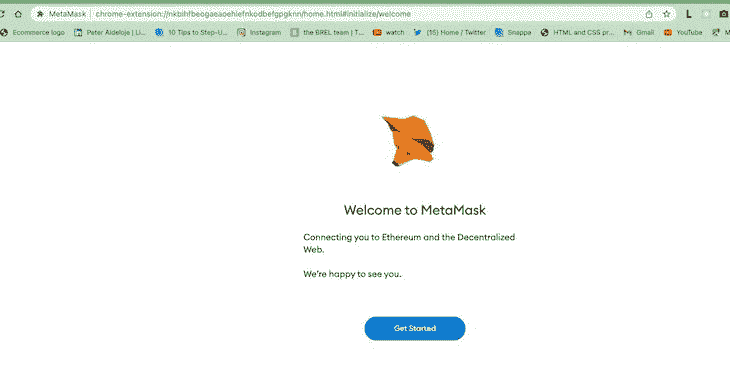 MetaMask chrome-extension://nkbihfbeogaeaoehlefnkodbefgpgknn/home.html#initialize/welcome
Ecommerce logo Peter Aideloje | Li... 10 Tips to Step-U... Instagram the BREL team | T... watch (15) Home / Twitter Snappa HTML and CSS pr... Gmail YouTube M
Welcome to MetaMask
Connecting you to Ethereum and the Decentralized
Web.
We're happy to see you.
Get Started